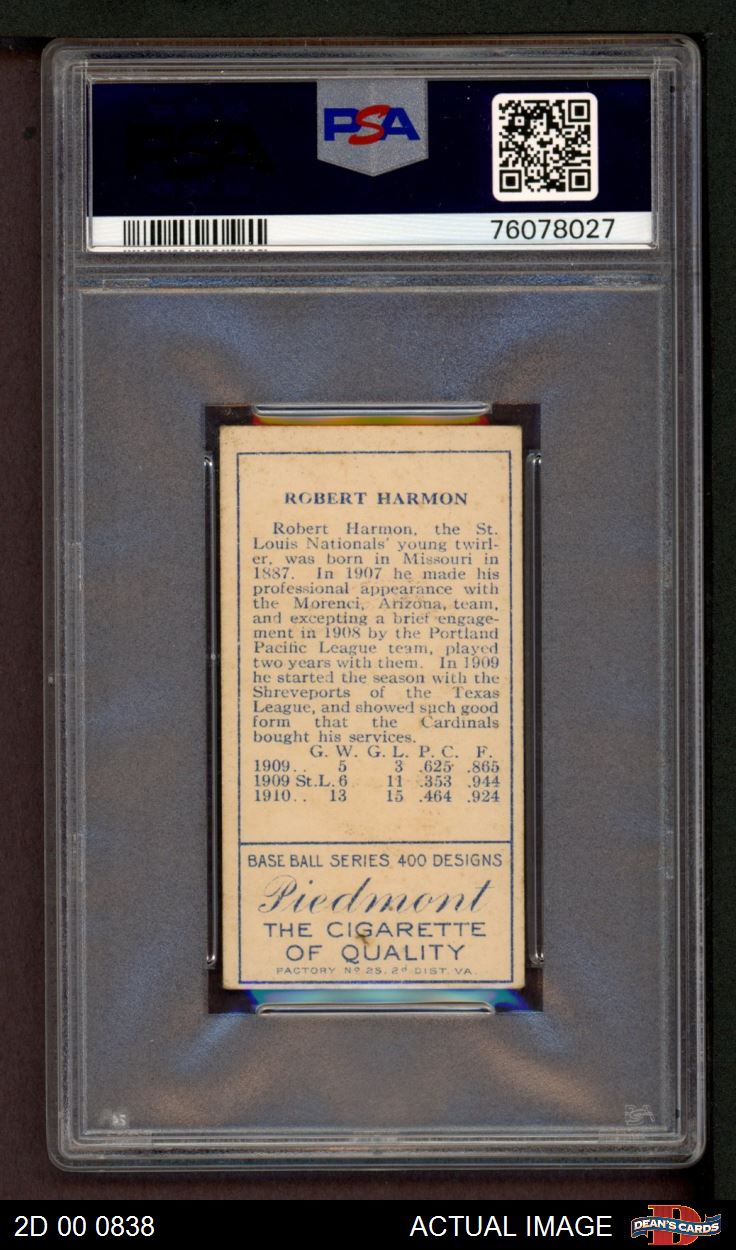 PSA
76078027
ROBERT HARMON
Robert Harmon, the St.
Louis Nationals' young twirl-
er, was born in Missouri in
1887. In 1907 he made his
professional appearance with
the Morenci, Arizona, team,
and excepting a brief engage-
ment in 1908 by the Portland
Pacific League team, played
two years with them. In 1909
he started the season with the
Shreveports of the Texas
League, and showed such good
form that the Cardinals
bought his services.
G. W. G. L. P. C. F.
1909.. 5 3 .625 .865
1909 St.L. 6 11 .353 .944
1910.. 13 15 .464 .924
BASE BALL SERIES 400 DESIGNS
Piedmont
THE CIGARETTE
OF QUALITY
FACTORY Nº 25. 2d DIST. VA.
PSA
2D 00 0838
ACTUAL IMAGE
DEAN'S CARDS